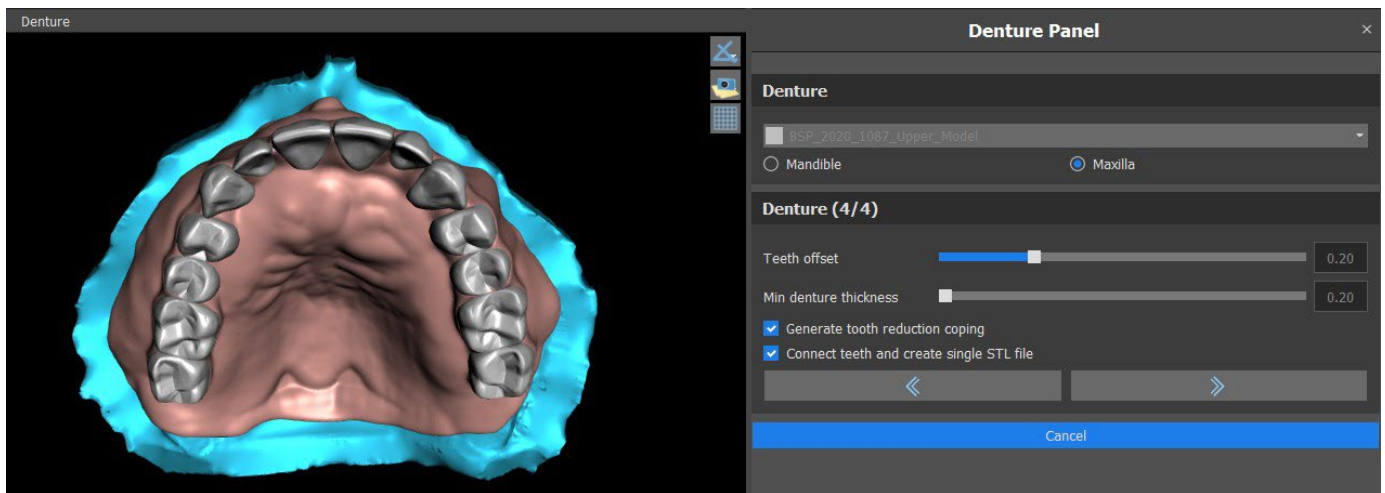 Denture
Denture Panel
×
Denture
BSP_2020_1087_Upper_Model
Mandible
Maxilla
Denture (4/4)
Teeth offset
0.20
Min denture thickness
0.20
Generate tooth reduction coping
Connect teeth and create single STL file
Cancel